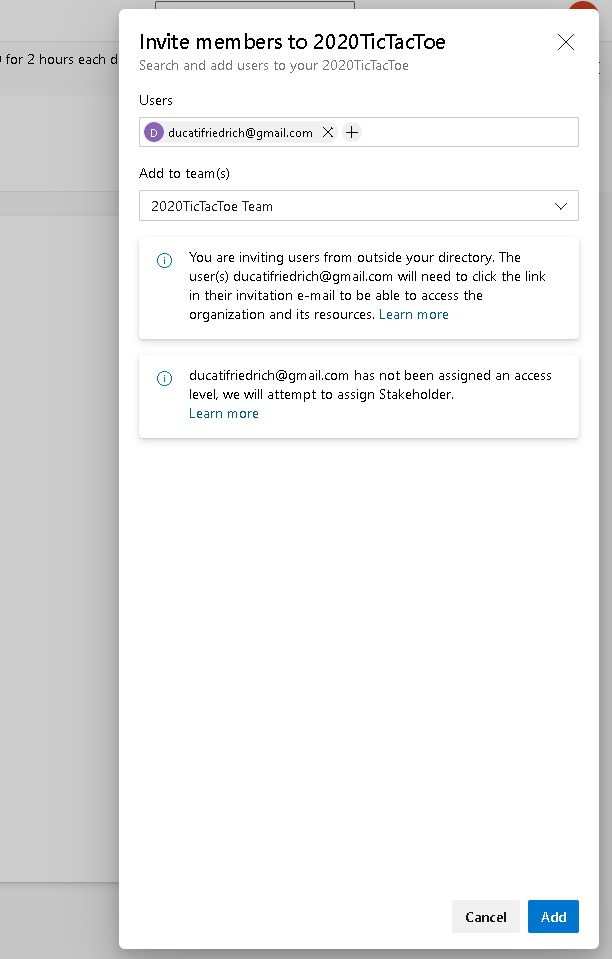 for 2 hours each d
Invite members to 2020TicTacToe
Search and add users to your 2020TicTacToe
Users
D ducatifriedrich@gmail.com
Add to team(s)
2020TicTacToe Team
You are inviting users from outside your directory. The
user(s) ducatifriedrich@gmail.com will need to click the link
in their invitation e-mail to be able to access the
organization and its resources. Learn more
ducatifriedrich@gmail.com has not been assigned an access
level, we will attempt to assign Stakeholder.
Learn more
Cancel Add